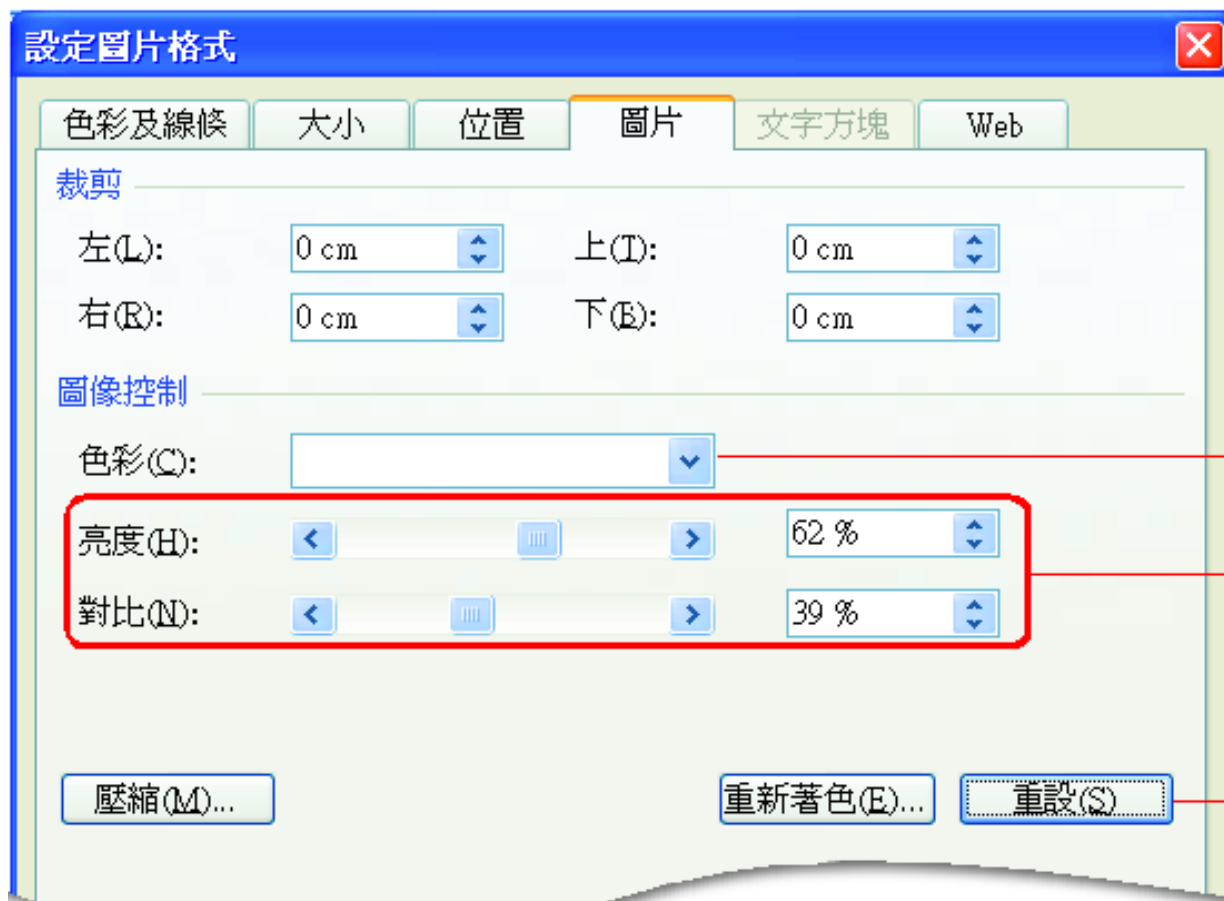 設定圖片格式
色彩及線條 大小 位置 圖片 文字方塊 Web
裁剪
左(L): 0 cm 上(T): 0 cm
右(R): 0 cm 下(B): 0 cm
圖像控制
色彩(C):
亮度(H): 62 %
對比(N): 39 %
壓縮(M)... 重新著色(E)... 重設(S)